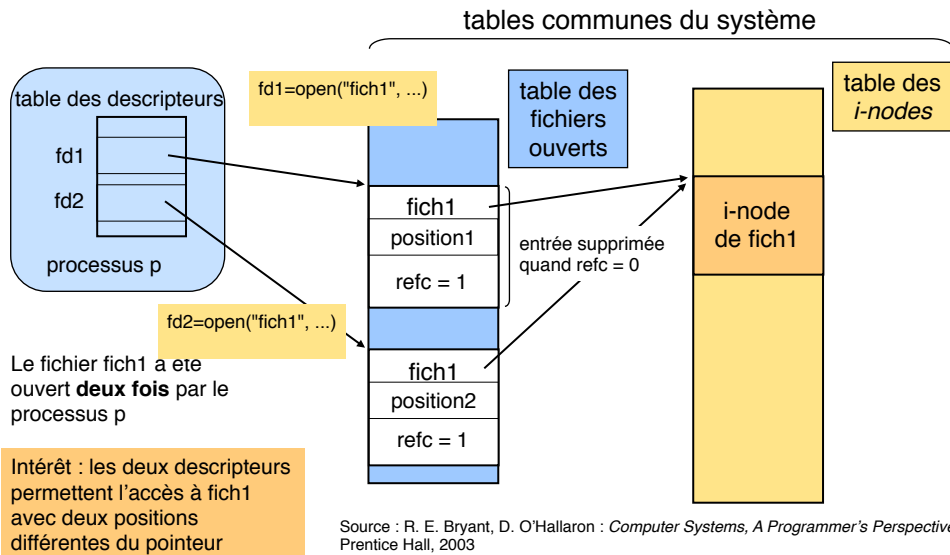 tables communes du système
table des descripteurs
fd1
fd2
processus p
fd1=open("fich1", ...)
table des
fichiers
ouverts
table des
i-nodes
fich1
position1
refc = 1
entrée supprimée
quand refc = 0
i-node
de fich1
fd2=open("fich1", ...)
fich1
position2
refc = 1
Le fichier fich1 a été
ouvert deux fois par le
processus p
Intérêt : les deux descripteurs
permettent l'accès à fich1
avec deux positions
différentes du pointeur
Source : R. E. Bryant, D. O'Hallaron : Computer Systems, A Programmer's Perspective
Prentice Hall, 2003